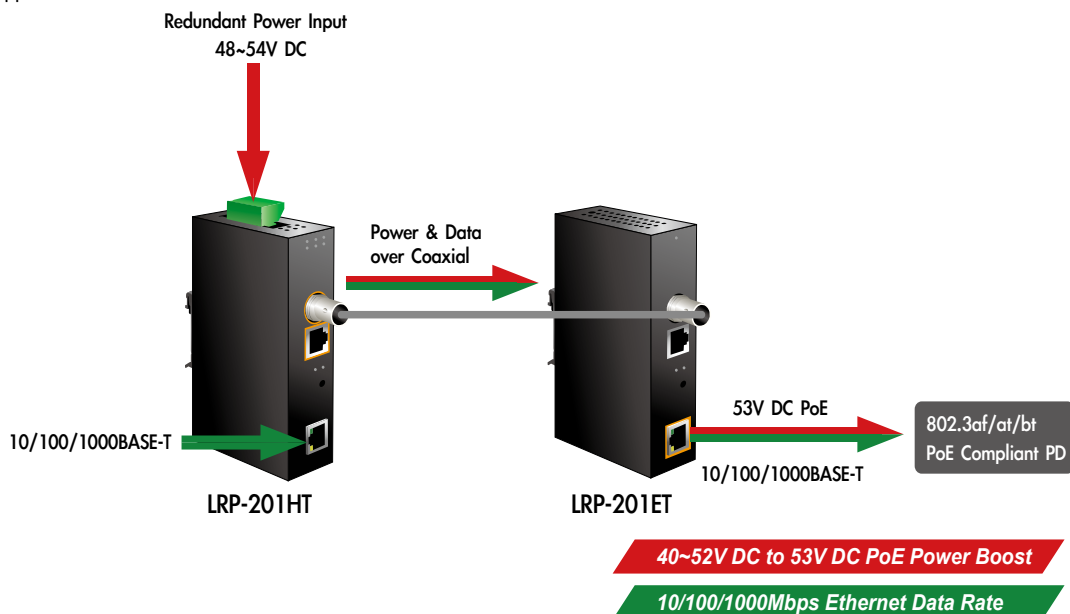 Redundant Power Input
48~54V DC
Power & Data
over Coaxial
10/100/1000BASE-T
53V DC PoE
10/100/1000BASE-T
802.3af/at/bt
PoE Compliant PD
LRP-201HT
LRP-201ET
40~52V DC to 53V DC PoE Power Boost
10/100/1000Mbps Ethernet Data Rate